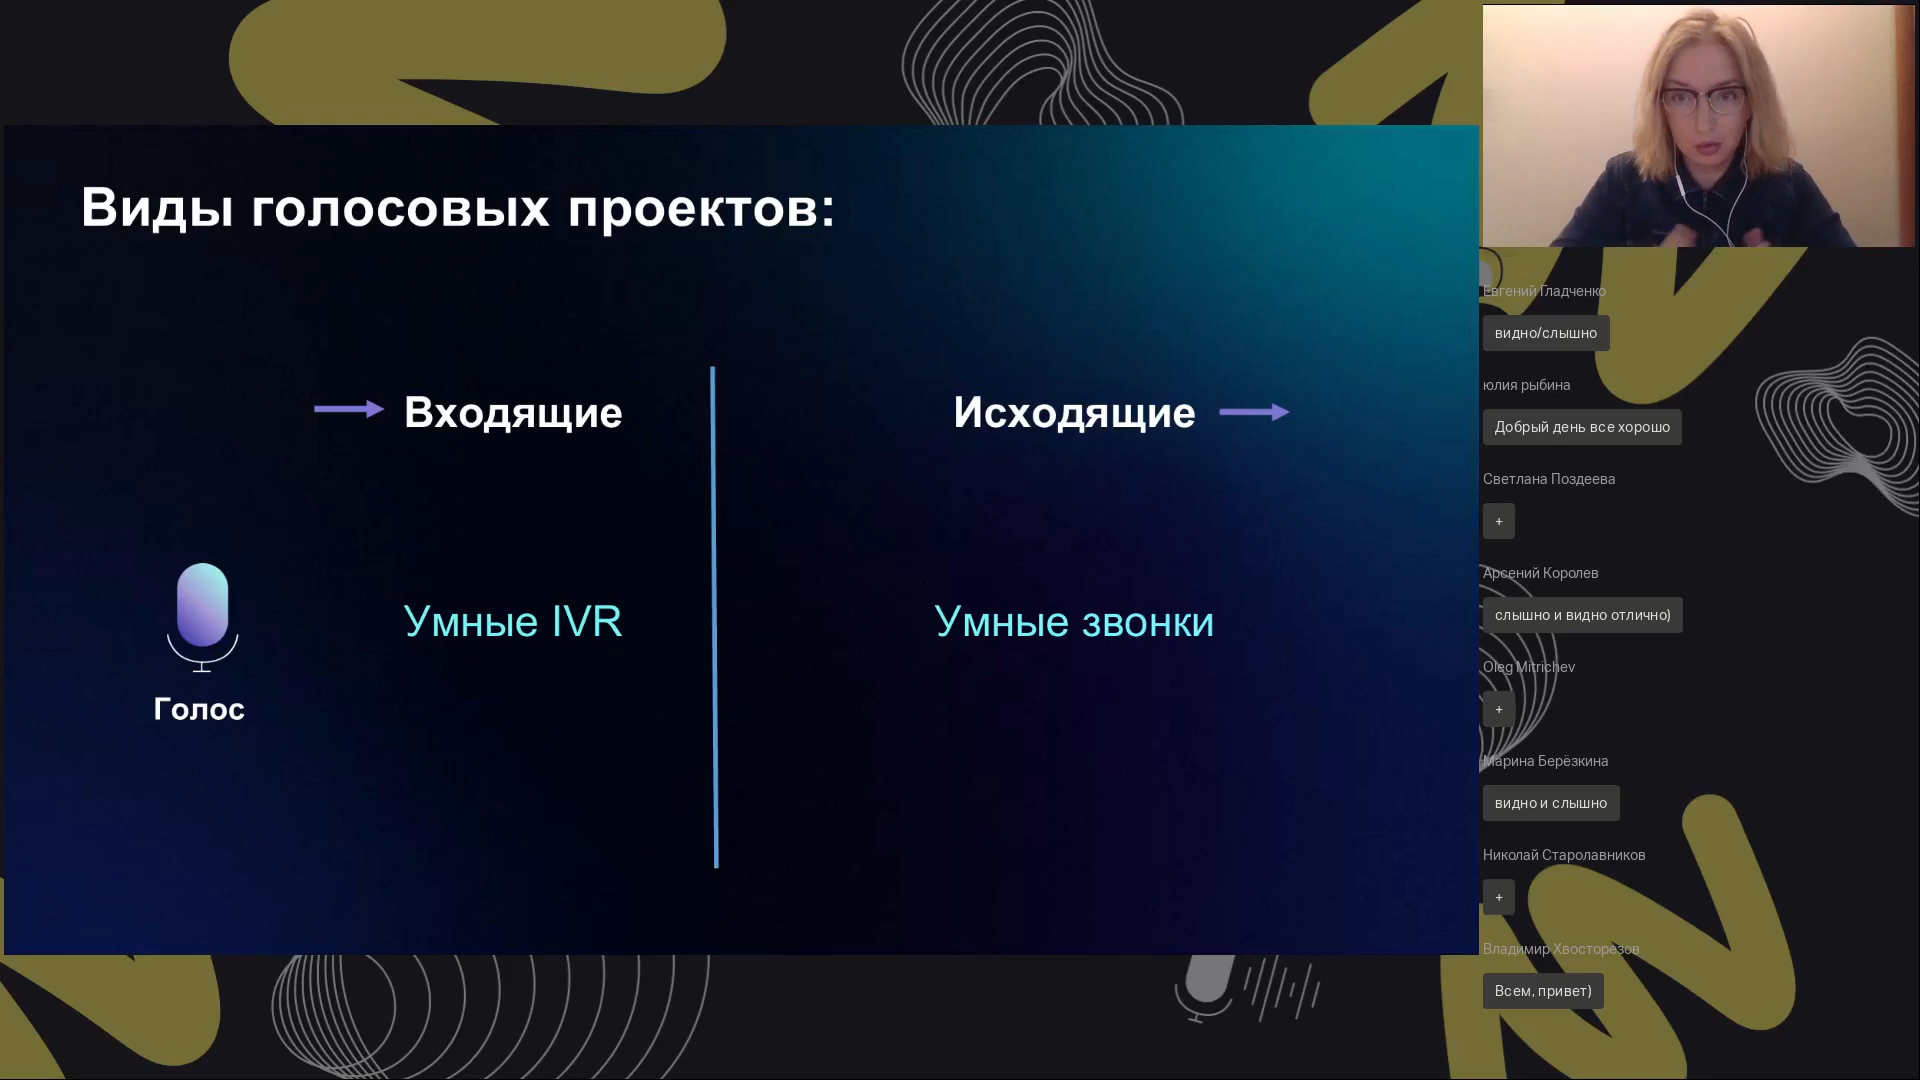 Виды голосовых проектов:
Входящие
Исходящие
Умные IVR
Умные звонки
Голос
Евгений Гладченко
видно/слышно
юлия рыбина
Добрый день все хорошо
Светлана Поздеева
+
Арсений Королев
слышно и видно отлично)
Oleg Mitrichev
+
Марина Берёзкина
видно и слышно
Николай Старолавников
+
Владимир Хвосторезов
Всем, привет)